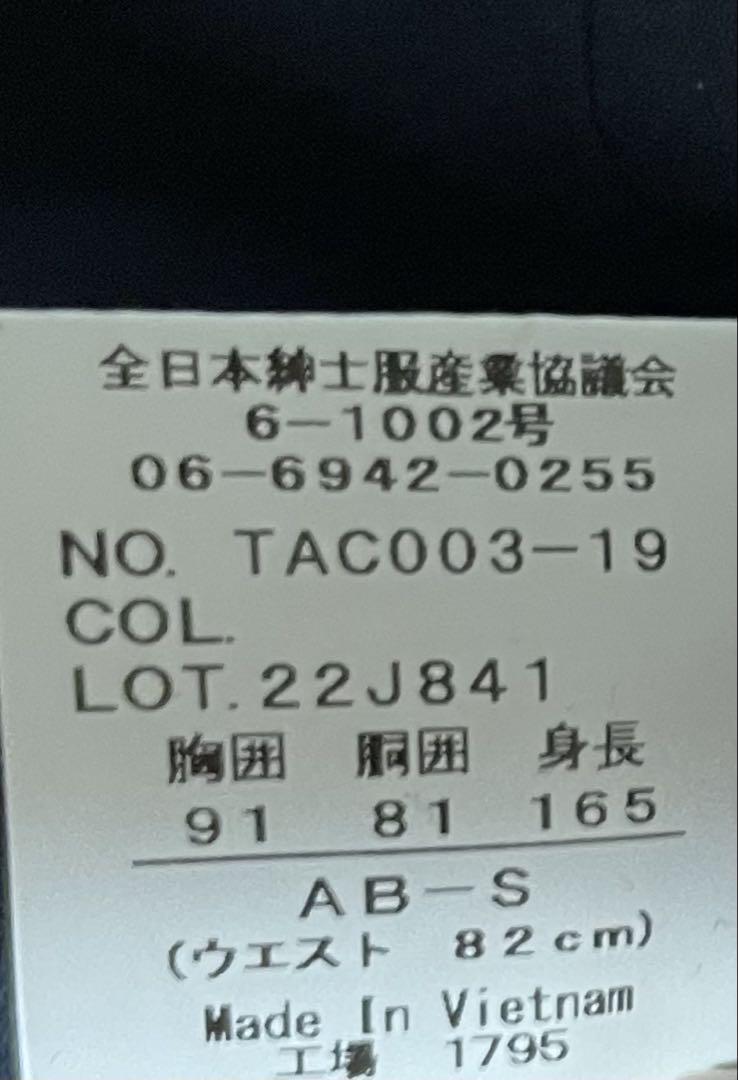 全日本紳士服産業協議会
6-1002号
06-6942-0255
NO. TAC003-19
COL.
LOT.22J841
胸囲 胴囲 身長
91 81 165
AB-S
(ウエスト 82cm)
Made In Vietnam
工場 1795